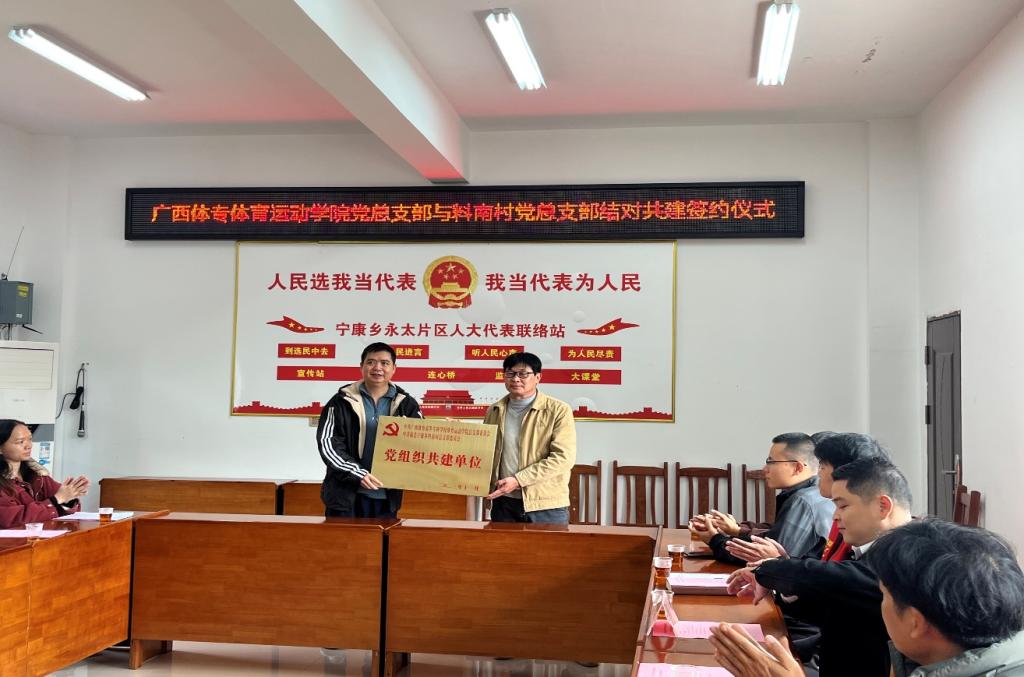 广西体专体育运动学院党总支部与料南村党总支部结对共建签约仪式
人民选我当代表 我当代表为人民
宁康乡永太片区人大代表联络站
到选民中去 民进言 听人民心声 为人民尽责
宣传站 连心桥 监 大课堂
党组织共建单位